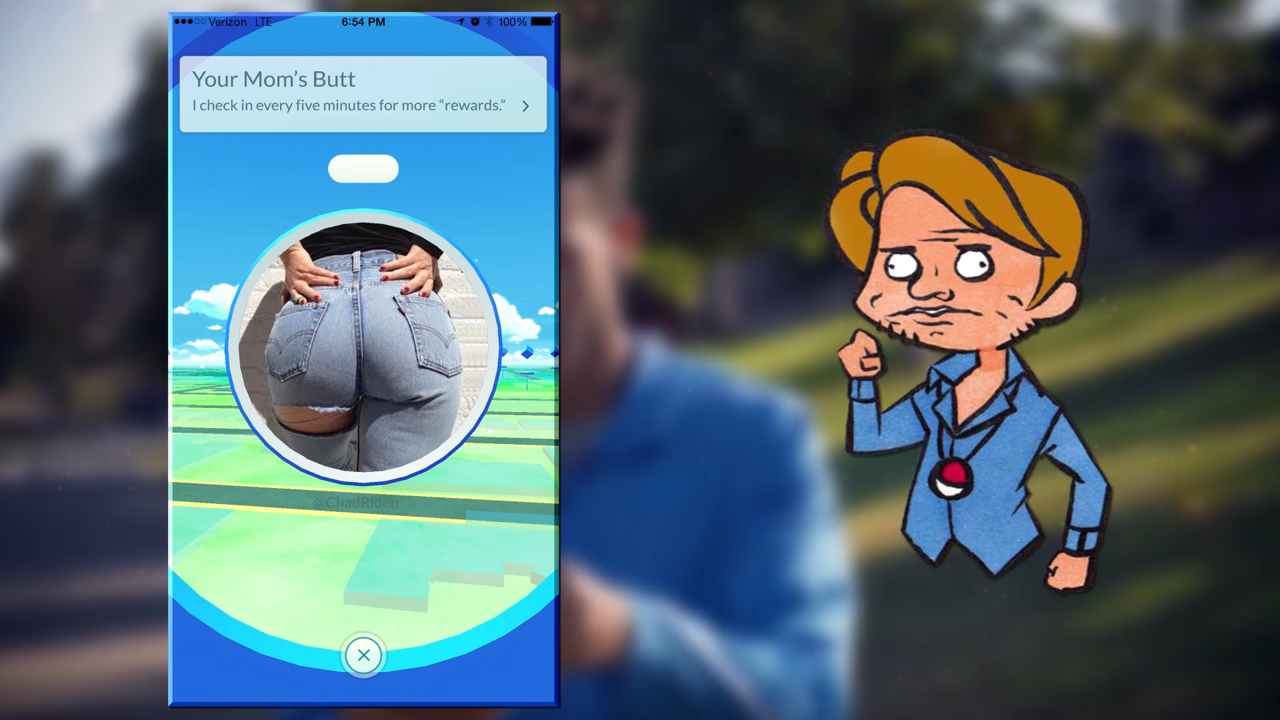 Verizon LTE 6:54 PM 100%
Your Mom’s Butt
I check in every five minutes for more “rewards.”
@ChadRiden